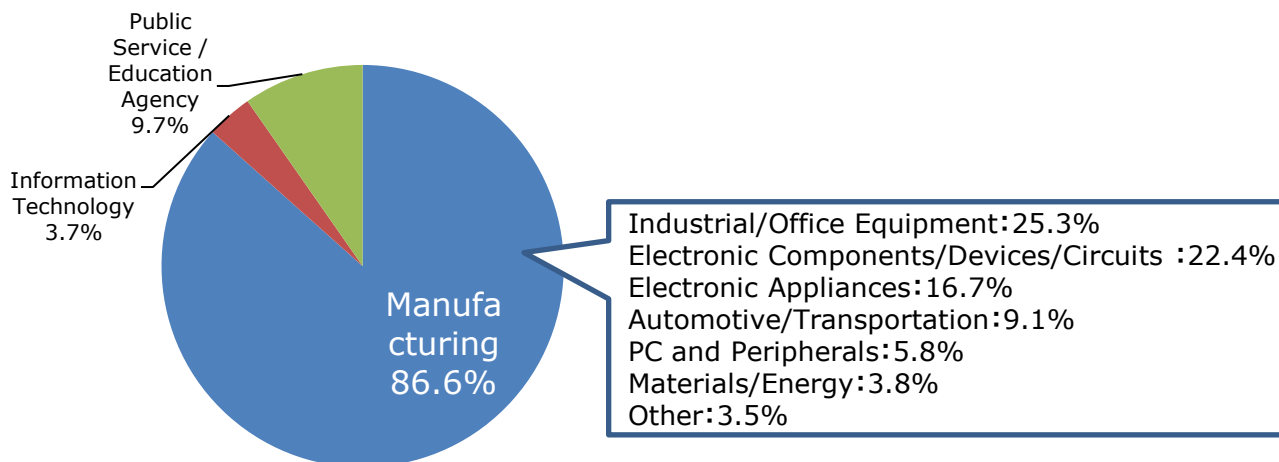 Public
Service /
Education
Agency
9.7%
Information
Technology
3.7%
Manufa
cturing
86.6%
Industrial/Office Equipment：25.3%
Electronic Components/Devices/Circuits ：22.4%
Electronic Appliances：16.7%
Automotive/Transportation：9.1%
PC and Peripherals：5.8%
Materials/Energy：3.8%
Other：3.5%